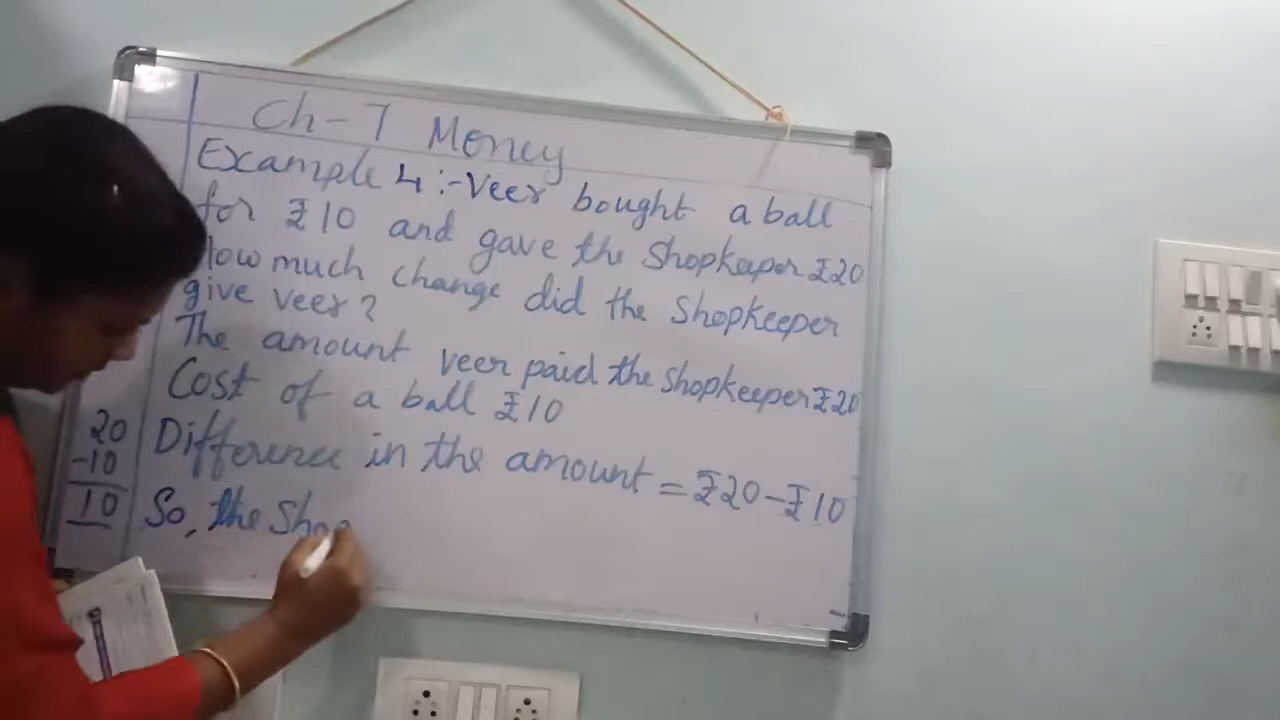 Ch-7 Money
Example 4:-Veer bought a ball
for ₹10 and gave the Shopkeeper ₹20
How much change did the Shopkeeper
give veer?
The amount veer paid the shopkeeper ₹20
Cost of a ball ₹10
Difference in the amount = ₹20-₹10
So, the Shop
20
-10
10